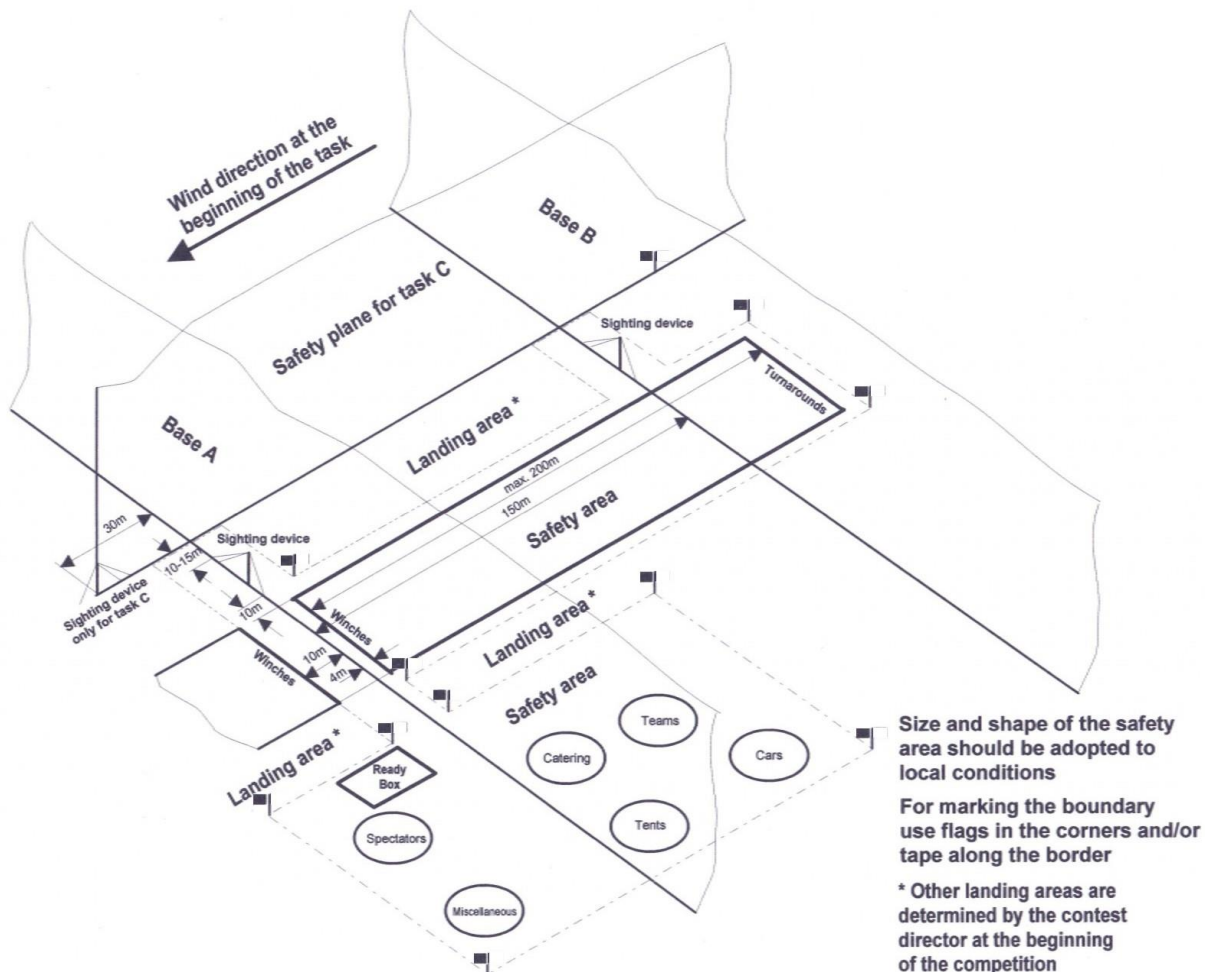 Wind direction at the
beginning of the task
Base B
Safety plane for task C
Sighting device
Turnarounds
Base A
Landing area *
max. 200m
150m
Safety area
30m
10-15m
Sighting device
Sighting device
only for task C
10m
Winches
Winches
10m
4m
Landing area *
Safety area
Landing area *
Ready
Box
Teams
Catering
Cars
Tents
Spectators
Miscellaneous
Size and shape of the safety
area should be adopted to
local conditions
For marking the boundary
use flags in the corners and/or
tape along the border
* Other landing areas are
determined by the contest
director at the beginning
of the competition